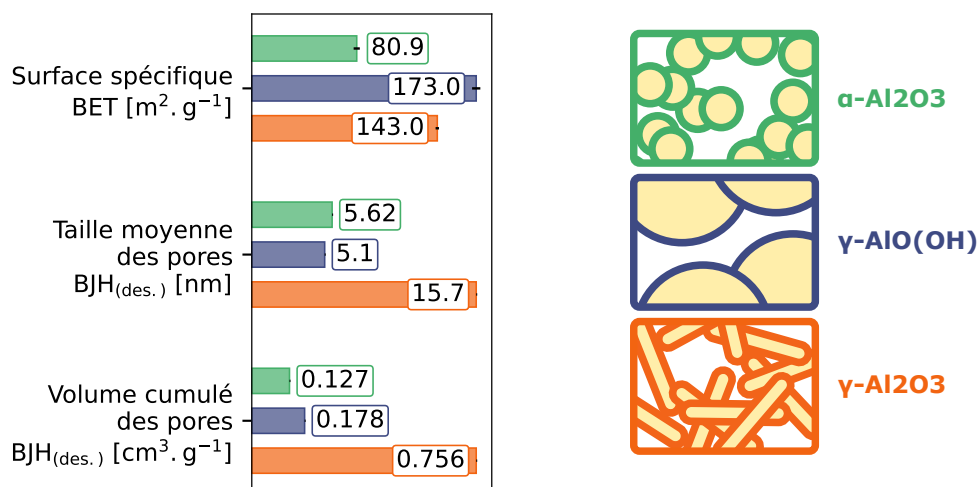 Surface spécifique
BET [m². g⁻¹]
80.9
173.0
143.0
Taille moyenne
des pores
BJH₍des.₎ [nm]
5.62
5.1
15.7
Volume cumulé
des pores
BJH₍des.₎ [cm³. g⁻¹]
0.127
0.178
0.756
α-Al2O3
γ-AlO(OH)
γ-Al2O3